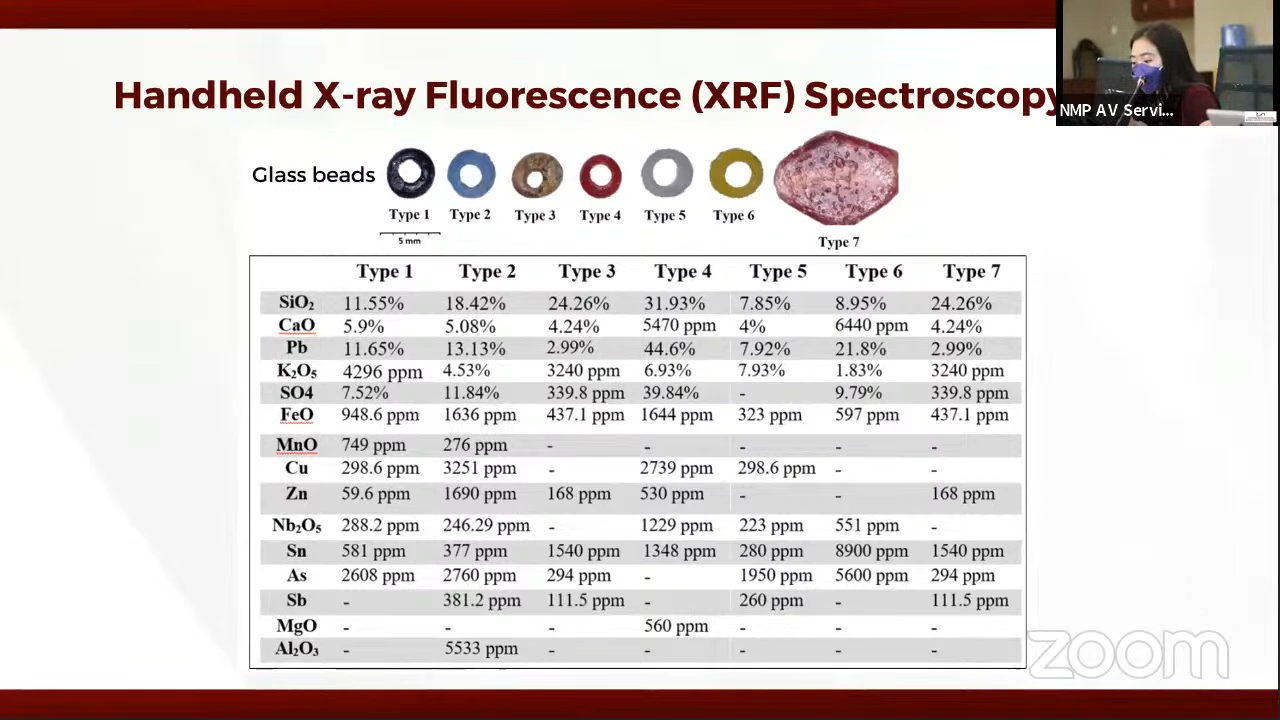 Handheld X-ray Fluorescence (XRF) Spectroscopy
NMP AV Servi...
Glass beads
Type 1 Type 2 Type 3 Type 4 Type 5 Type 6
5 mm
Type 7
Type 1 Type 2 Type 3 Type 4 Type 5 Type 6 Type 7
SiO₂ 11.55% 18.42% 24.26% 31.93% 7.85% 8.95% 24.26%
CaO 5.9% 5.08% 4.24% 5470 ppm 4% 6440 ppm 4.24%
Pb 11.65% 13.13% 2.99% 44.6% 7.92% 21.8% 2.99%
K₂O₅ 4296 ppm 4.53% 3240 ppm 6.93% 7.93% 1.83% 3240 ppm
SO4 7.52% 11.84% 339.8 ppm 39.84% - 9.79% 339.8 ppm
FeO 948.6 ppm 1636 ppm 437.1 ppm 1644 ppm 323 ppm 597 ppm 437.1 ppm
MnO 749 ppm 276 ppm - - - - -
Cu 298.6 ppm 3251 ppm - 2739 ppm 298.6 ppm - -
Zn 59.6 ppm 1690 ppm 168 ppm 530 ppm - - 168 ppm
Nb₂O₅ 288.2 ppm 246.29 ppm - 1229 ppm 223 ppm 551 ppm -
Sn 581 ppm 377 ppm 1540 ppm 1348 ppm 280 ppm 8900 ppm 1540 ppm
As 2608 ppm 2760 ppm 294 ppm - 1950 ppm 5600 ppm 294 ppm
Sb - 381.2 ppm 111.5 ppm - 260 ppm - 111.5 ppm
MgO - - - 560 ppm - - -
Al₂O₃ - 5533 ppm - - - - -
zoom